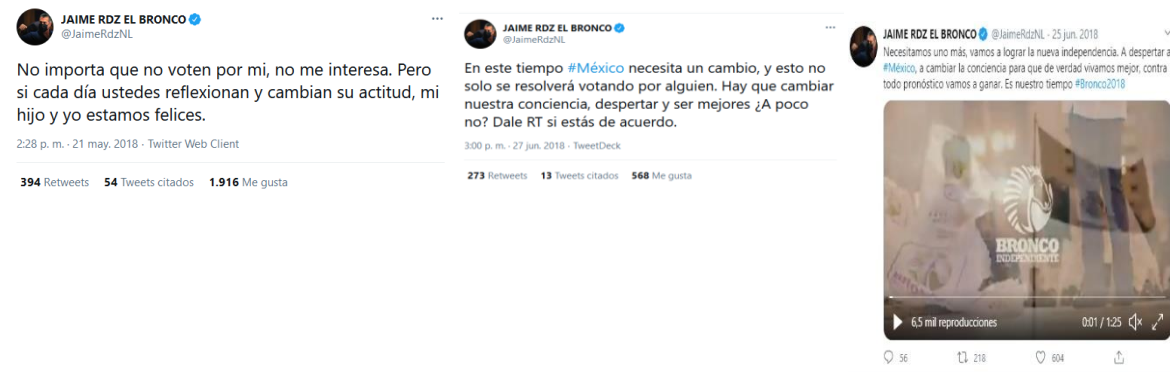 JAIME RDZ EL BRONCO
@JaimeRdzNL
No importa que no voten por mi, no me interesa. Pero
si cada día ustedes reflexionan y cambian su actitud, mi
hijo y yo estamos felices.
2:28 p. m. · 21 may. 2018 · Twitter Web Client
394 Retweets 54 Tweets citados 1.916 Me gusta
JAIME RDZ EL BRONCO
@JaimeRdzNL
En este tiempo #México necesita un cambio, y esto no
solo se resolverá votando por alguien. Hay que cambiar
nuestra conciencia, despertar y ser mejores ¿A poco
no? Dale RT si estás de acuerdo.
3:00 p. m. · 27 jun. 2018 · TweetDeck
273 Retweets 13 Tweets citados 568 Me gusta
JAIME RDZ EL BRONCO @JaimeRdzNL · 25 jun. 2018
Necesitamos uno más, vamos a lograr la nueva independencia. A despertar a
#México, a cambiar la conciencia para que de verdad vivamos mejor, contra
todo pronóstico vamos a ganar. Es nuestro tiempo #Bronco2018
BRONCO
INDEPENDIENTE
6,5 mil reproducciones 0:01 / 1:25
56 218 604